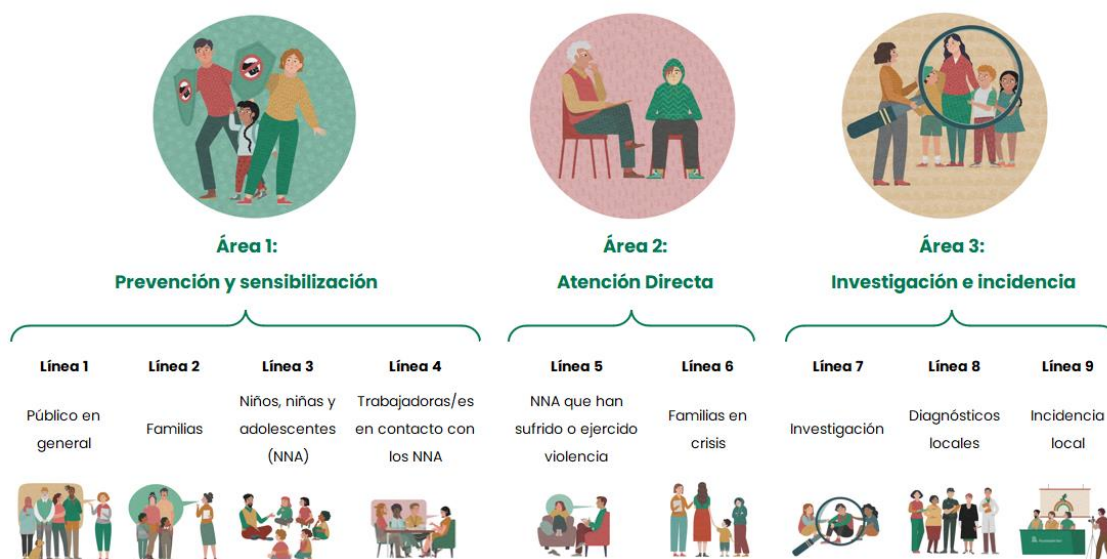 Área 1:
Prevención y sensibilización
Área 2:
Atención Directa
Área 3:
Investigación e incidencia
Línea 1
Público en
general
Línea 2
Familias
Línea 3
Niños, niñas y
adolescentes
(NNA)
Línea 4
Trabajadoras/es
en contacto con
los NNA
Línea 5
NNA que han
sufrido o ejercido
violencia
Línea 6
Familias en
crisis
Línea 7
Investigación
Línea 8
Diagnósticos
locales
Línea 9
Incidencia
local